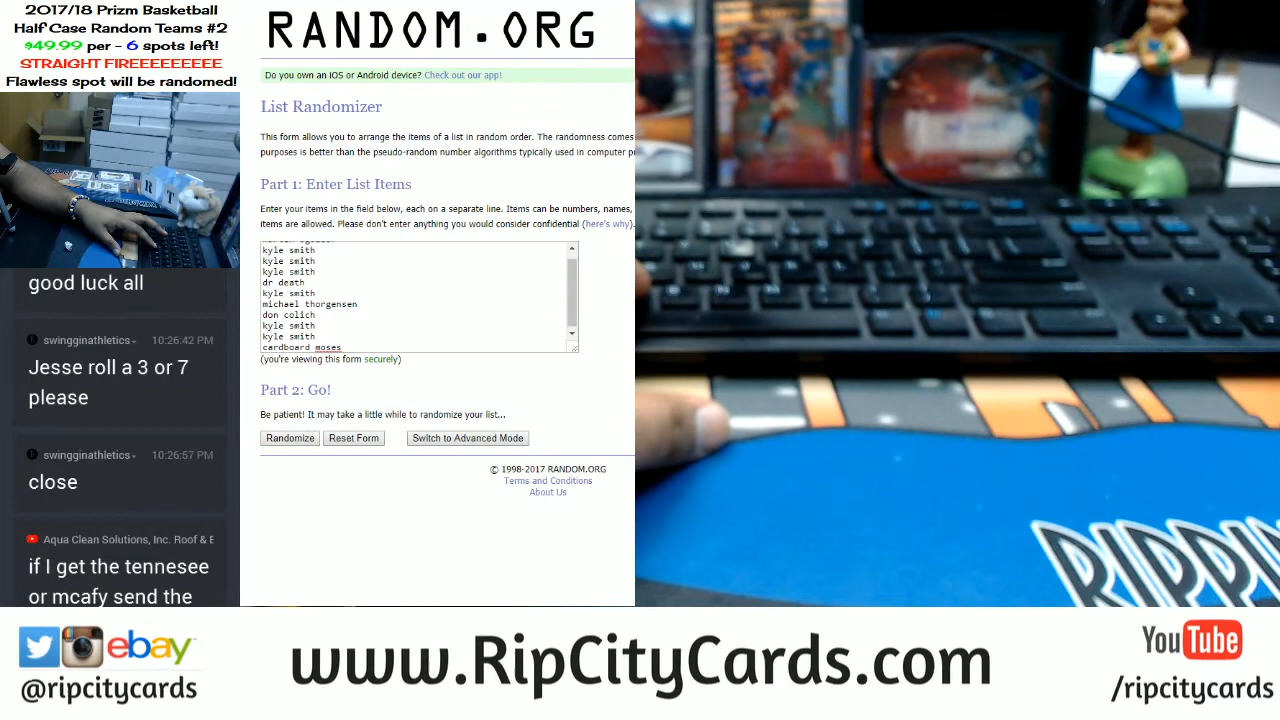 2017/18 Prizm Basketball
Half Case Random Teams #2
$49.99 per - 6 spots left!
STRAIGHT FIREEEEEEEEE
Flawless spot will be randomed!
R T
good luck all
swingginathletics 10:26:42 PM
Jesse roll a 3 or 7
please
swingginathletics 10:26:57 PM
close
Aqua Clean Solutions, Inc. Roof & E
if I get the tennesee
or mcafy send the
RANDOM.ORG
Do you own an iOS or Android device? Check out our app!
List Randomizer
This form allows you to arrange the items of a list in random order. The randomness comes
purposes is better than the pseudo-random number algorithms typically used in computer p
Part 1: Enter List Items
Enter your items in the field below, each on a separate line. Items can be numbers, names,
items are allowed. Please don't enter anything you would consider confidential (here's why).
kyle smith
kyle smith
kyle smith
dr death
kyle smith
michael thorgensen
don colich
kyle smith
kyle smith
cardboard moses
(you're viewing this form securely)
Part 2: Go!
Be patient! It may take a little while to randomize your list...
Randomize Reset Form Switch to Advanced Mode
© 1998-2017 RANDOM.ORG
Terms and Conditions
About Us
RIPPIN
ebay
@ripcitycards
www.RipCityCards.com
YouTube
/ripcitycards